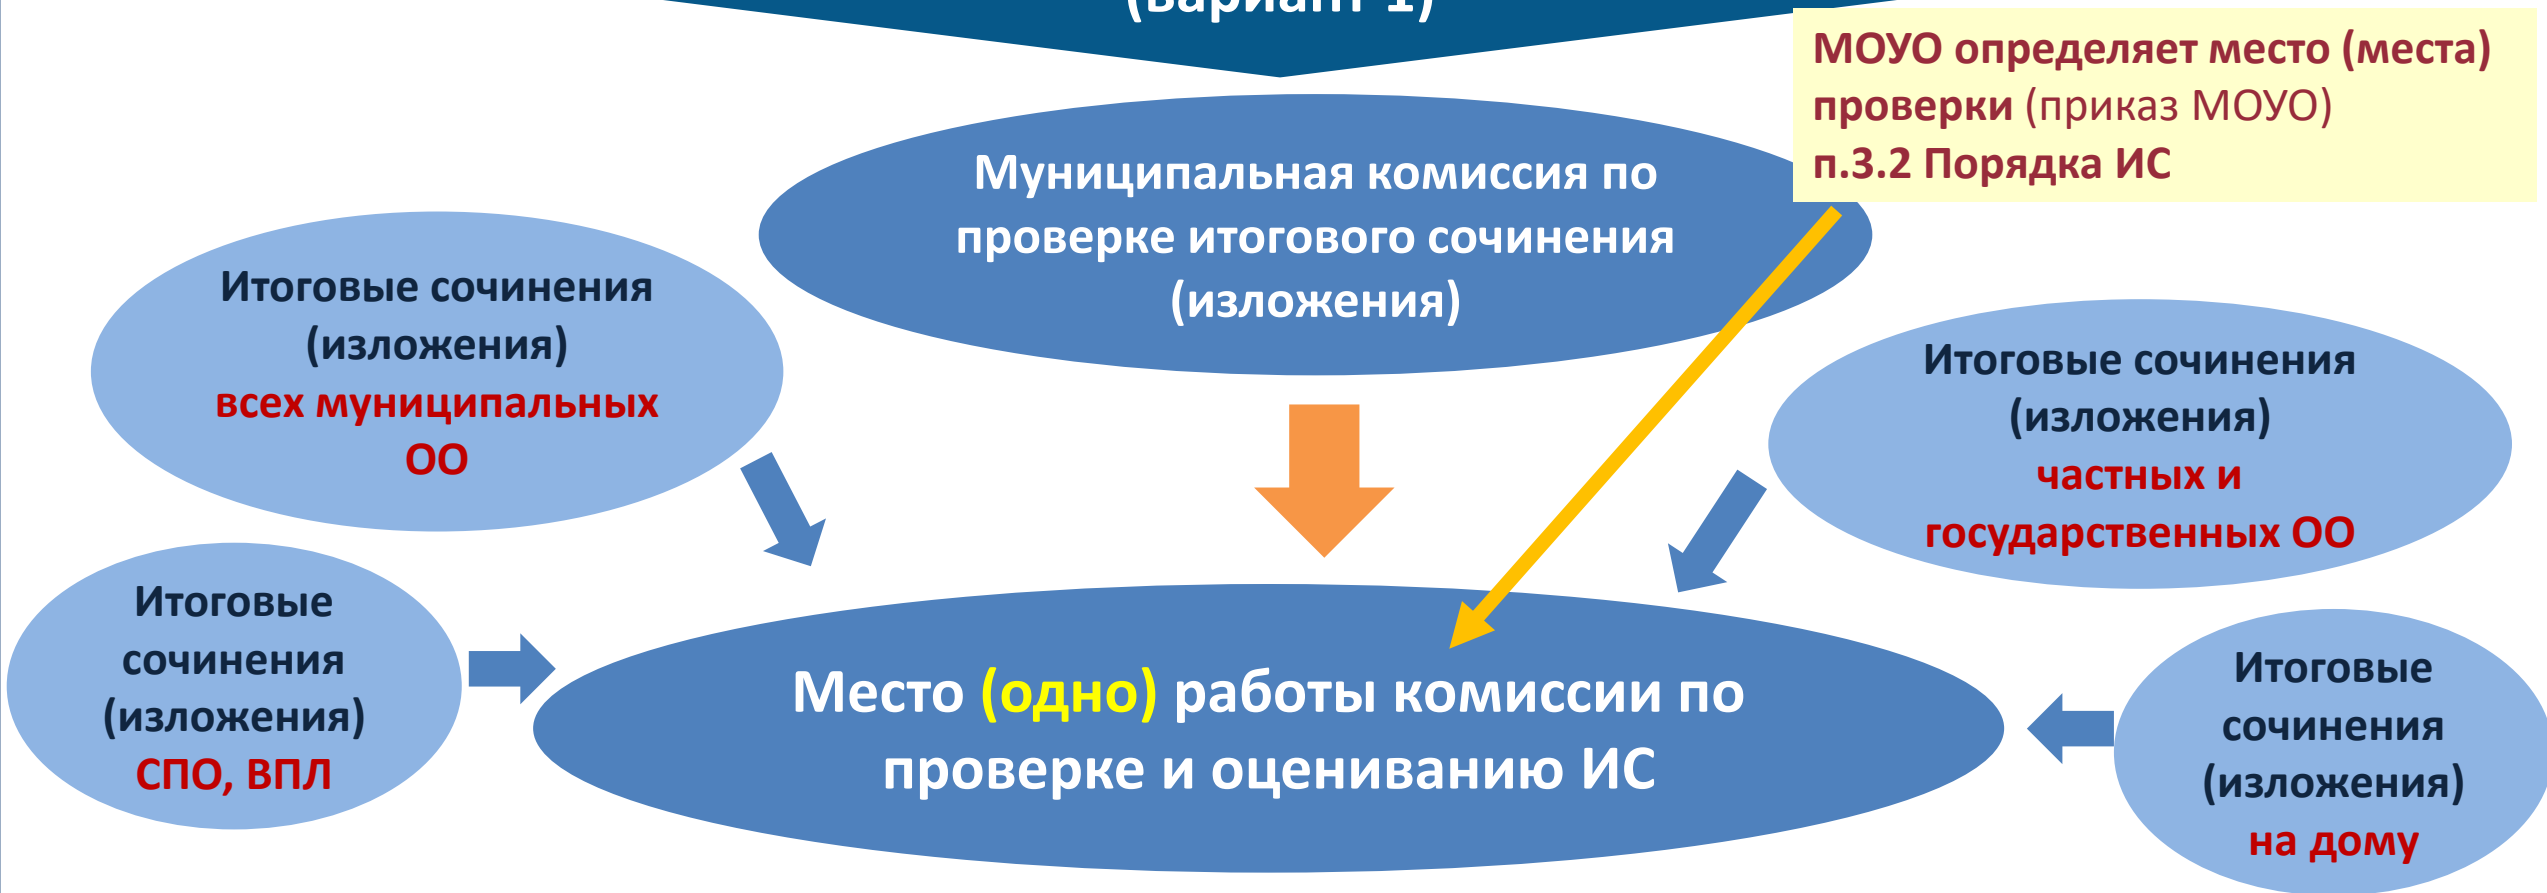 (вариант 1)
МОУО определяет место (места)
проверки (приказ МОУО)
п.3.2 Порядка ИС
Муниципальная комиссия по
проверке итогового сочинения
(изложения)
Итоговые сочинения
(изложения)
всех муниципальных
ОО
Итоговые сочинения
(изложения)
частных и
государственных ОО
Итоговые
сочинения
(изложения)
СПО, ВПЛ
Место (одно) работы комиссии по
проверке и оцениванию ИС
Итоговые
сочинения
(изложения)
на дому